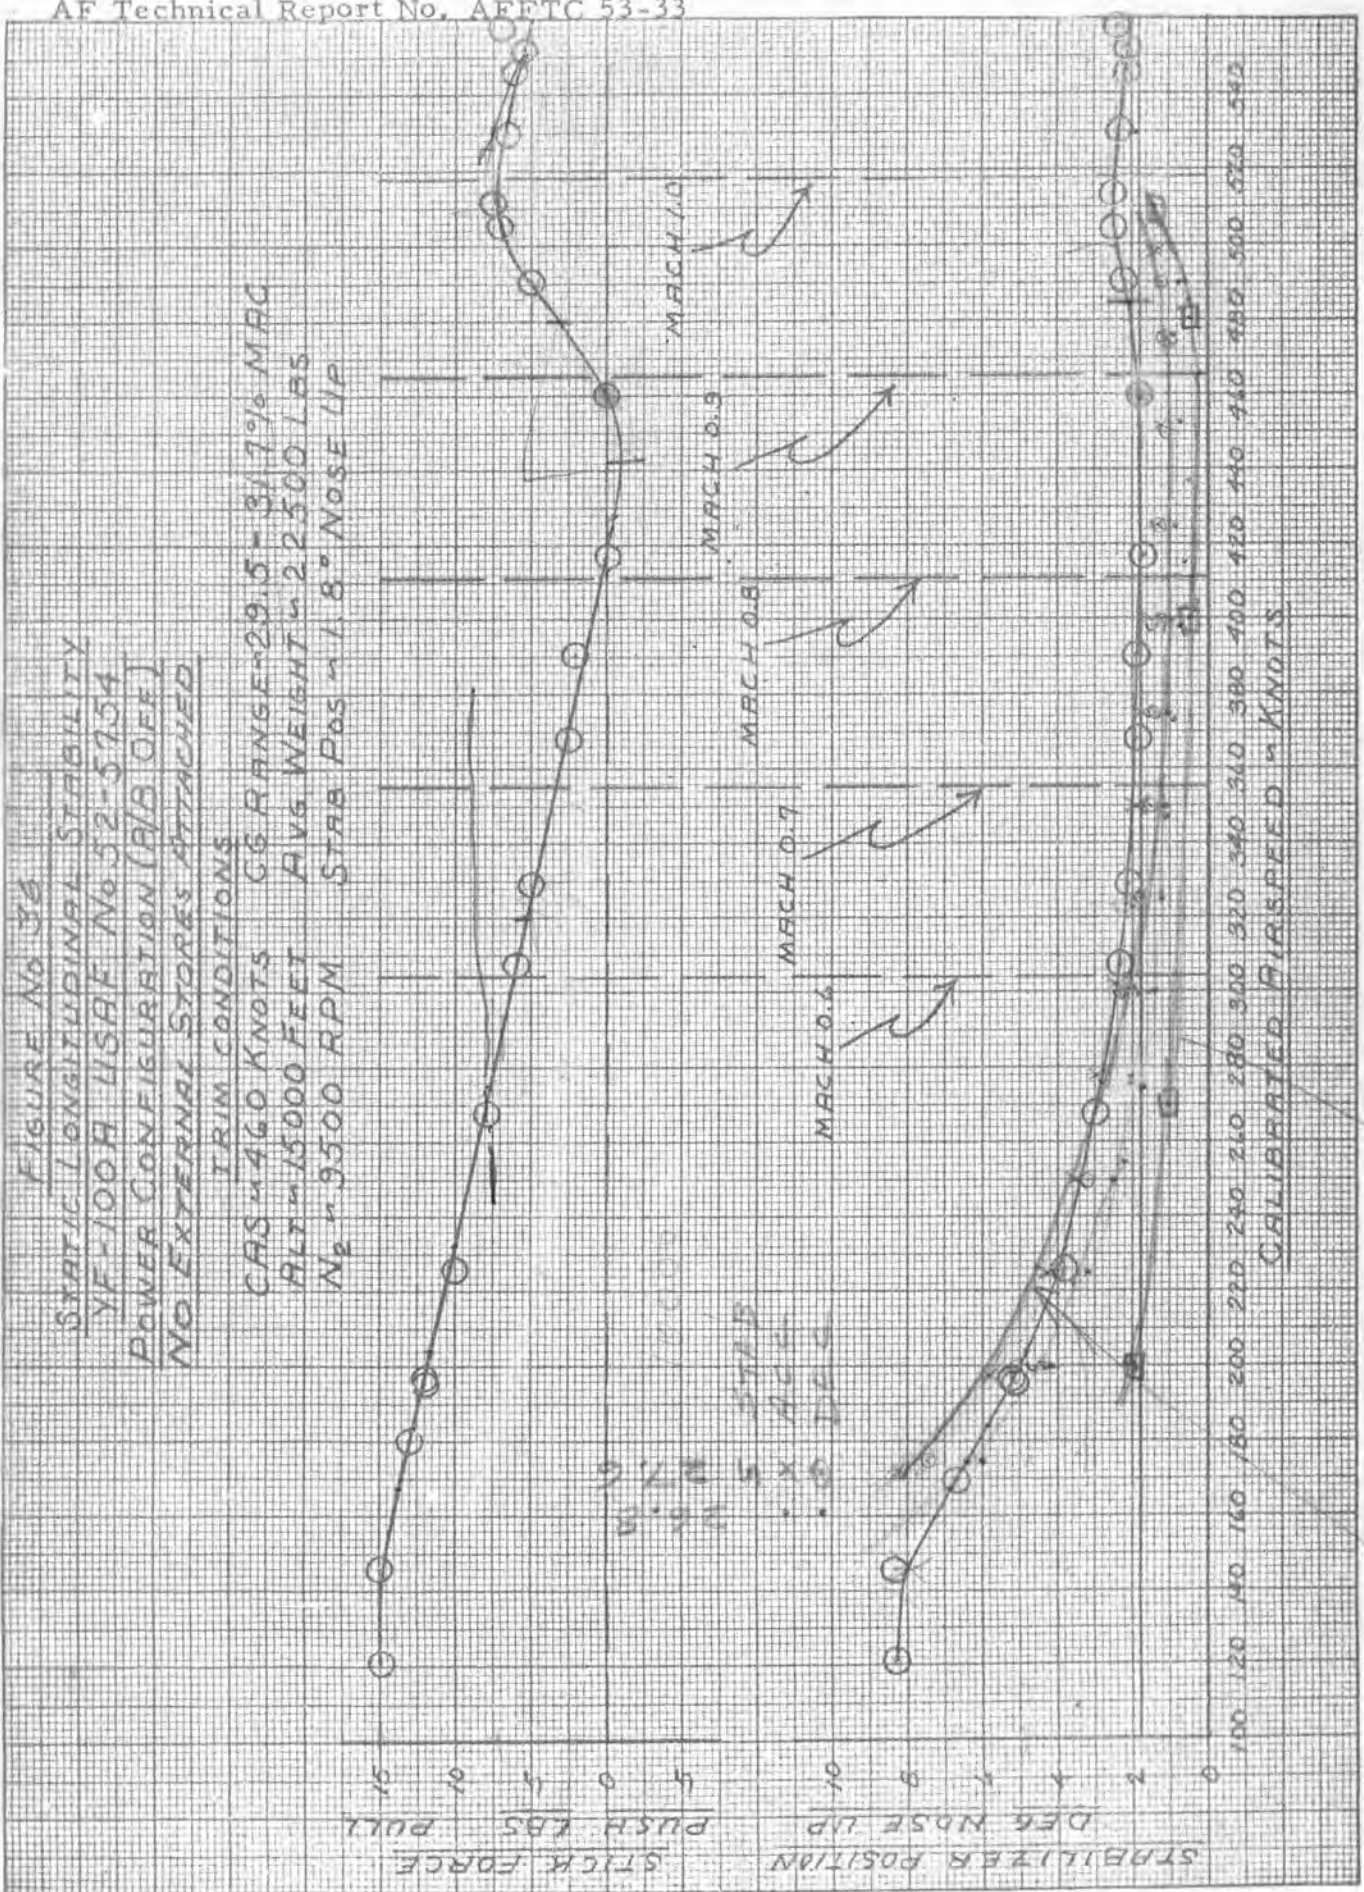 AF Technical Report No. AFFTC 53-33
FIGURE No 36
STATIC LONGITUDINAL STABILITY
YF-100A USAF No. 52-5754
POWER CONFIGURATION (A/B OFF)
NO EXTERNAL STORES ATTACHED
TRIM CONDITIONS
CAS ~ 460 KNOTS CG RANGE ~ 29.5-31.7% MAC
ALT ~ 15000 FEET AVG WEIGHT ~ 22500 LBS
N2 ~ 9500 RPM STAB POS ~ 1.8° NOSE UP
STICK FORCE
PUSH LBS PULL
15
10
5
0
5
MACH 0.6
MACH 0.7
MACH 0.8
MACH 0.9
MACH 1.0
26.8
27.6
STAB
ACC
DEC
STABILIZER POSITION
DEG NOSE UP
10
8
6
4
2
0
100 120 140 160 180 200 220 240 260 280 300 320 340 360 380 400 420 440 460 480 500 520 540
CALIBRATED AIRSPEED ~ KNOTS